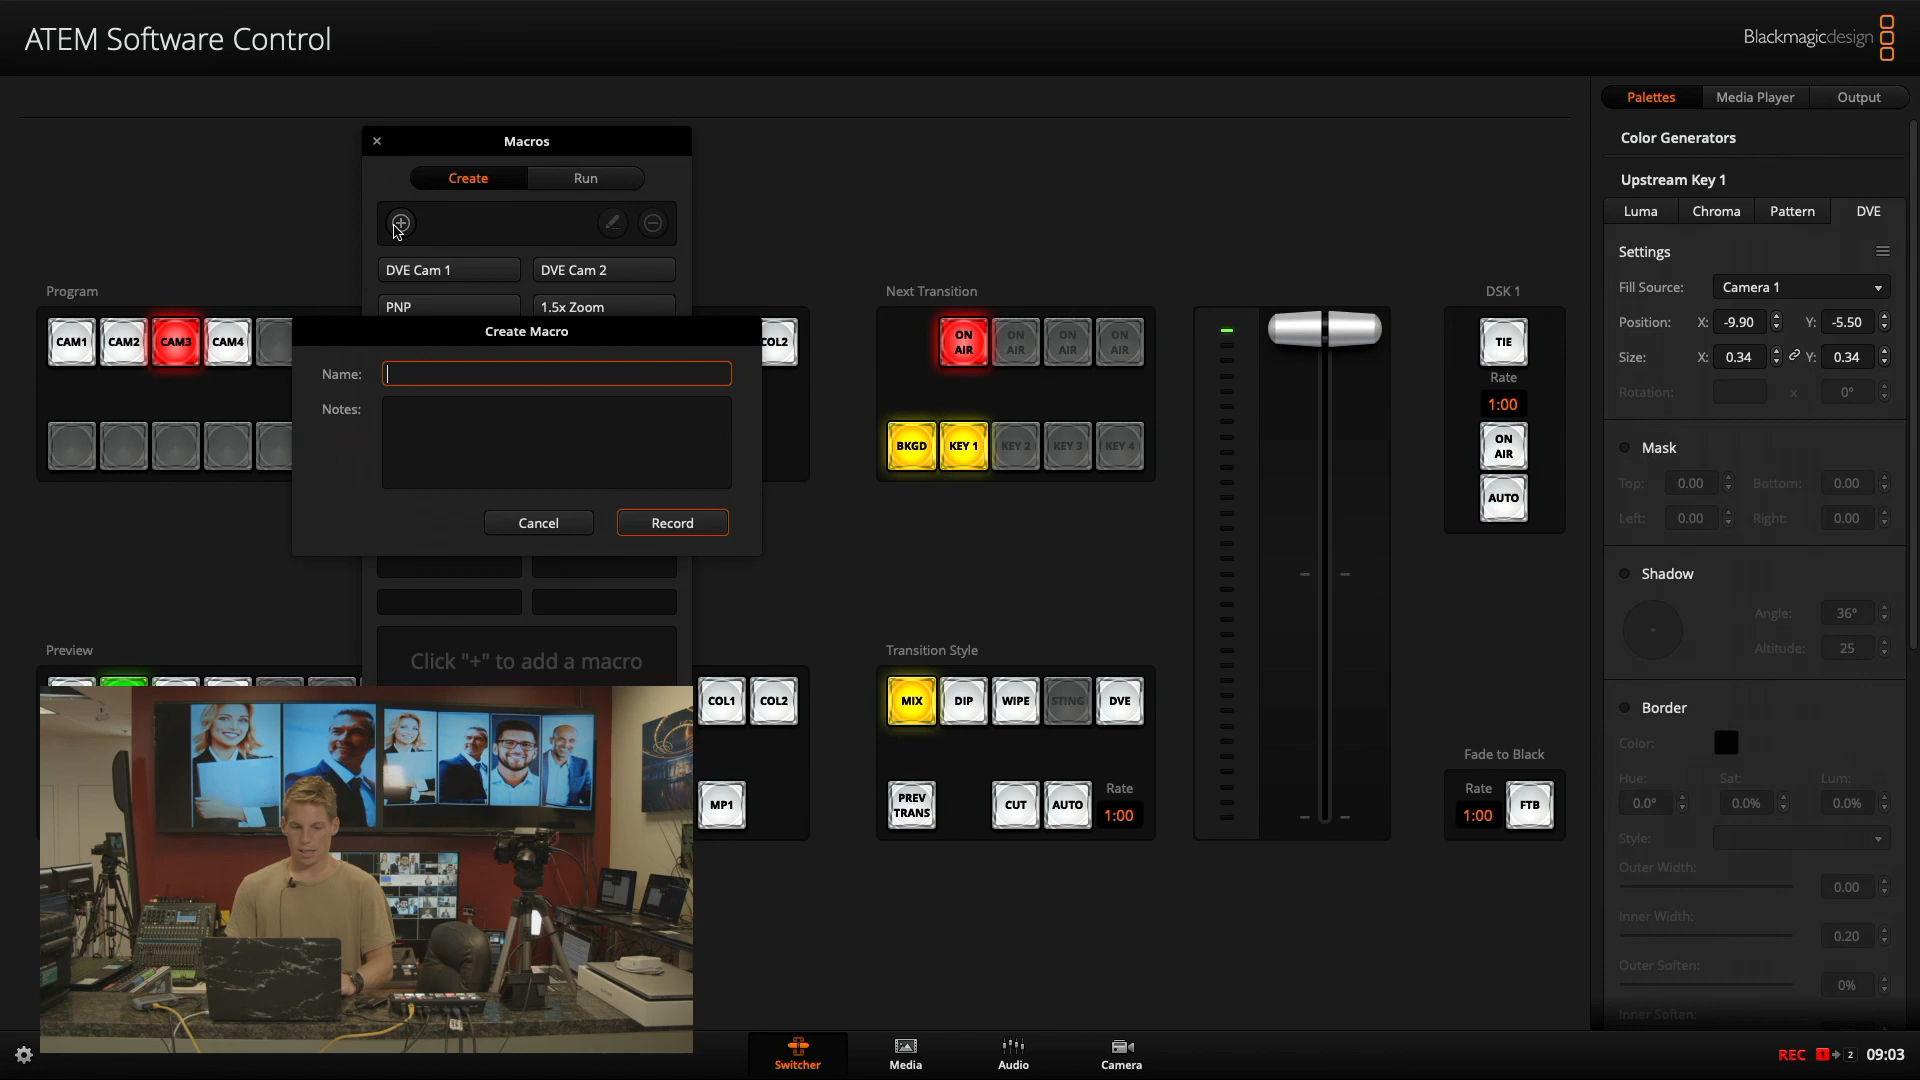 ATEM Software Control
Blackmagicdesign
Palettes
Media Player
Output
Macros
Create
Run
DVE Cam 1
DVE Cam 2
PNP
1.5x Zoom
Create Macro
Name:
Notes:
Cancel
Record
Click "+" to add a macro
Program
CAM1
CAM2
CAM3
CAM4
COL2
Preview
COL1
COL2
MP1
Next Transition
ON AIR
ON AIR
ON AIR
ON AIR
BKGD
KEY 1
KEY 2
KEY 3
KEY 4
Transition Style
MIX
DIP
WIPE
STING
DVE
PREV TRANS
CUT
AUTO
Rate
1:00
DSK 1
TIE
Rate
1:00
ON AIR
AUTO
Fade to Black
Rate
1:00
FTB
Color Generators
Upstream Key 1
Luma
Chroma
Pattern
DVE
Settings
Fill Source:
Camera 1
Position: X: -9.90 Y: -5.50
Size: X: 0.34 Y: 0.34
Rotation: x 0°
Mask
Top: 0.00 Bottom: 0.00
Left: 0.00 Right: 0.00
Shadow
Angle: 36°
Altitude: 25
Border
Color:
Hue: Sat: Lum:
0.0° 0.0% 0.0%
Style:
Outer Width:
0.00
Inner Width:
0.20
Outer Soften:
0%
Inner Soften:
Switcher
Media
Audio
Camera
REC 1 2 09:03